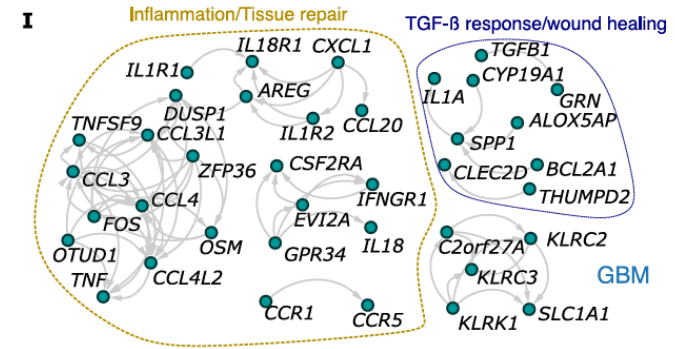 I
Inflammation/Tissue repair
TGF-ß response/wound healing
IL18R1
CXCL1
TGFB1
IL1R1
CYP19A1
IL1A
AREG
GRN
DUSP1
IL1R2
CCL20
ALOX5AP
TNFSF9
CCL3L1
SPP1
ZFP36
CSF2RA
CLEC2D
BCL2A1
CCL3
IFNGR1
THUMPD2
CCL4
FOS
EVI2A
OSM
GPR34
IL18
C2orf27A
KLRC2
OTUD1
TNF
CCL4L2
KLRC3
GBM
CCR1
CCR5
KLRK1
SLC1A1